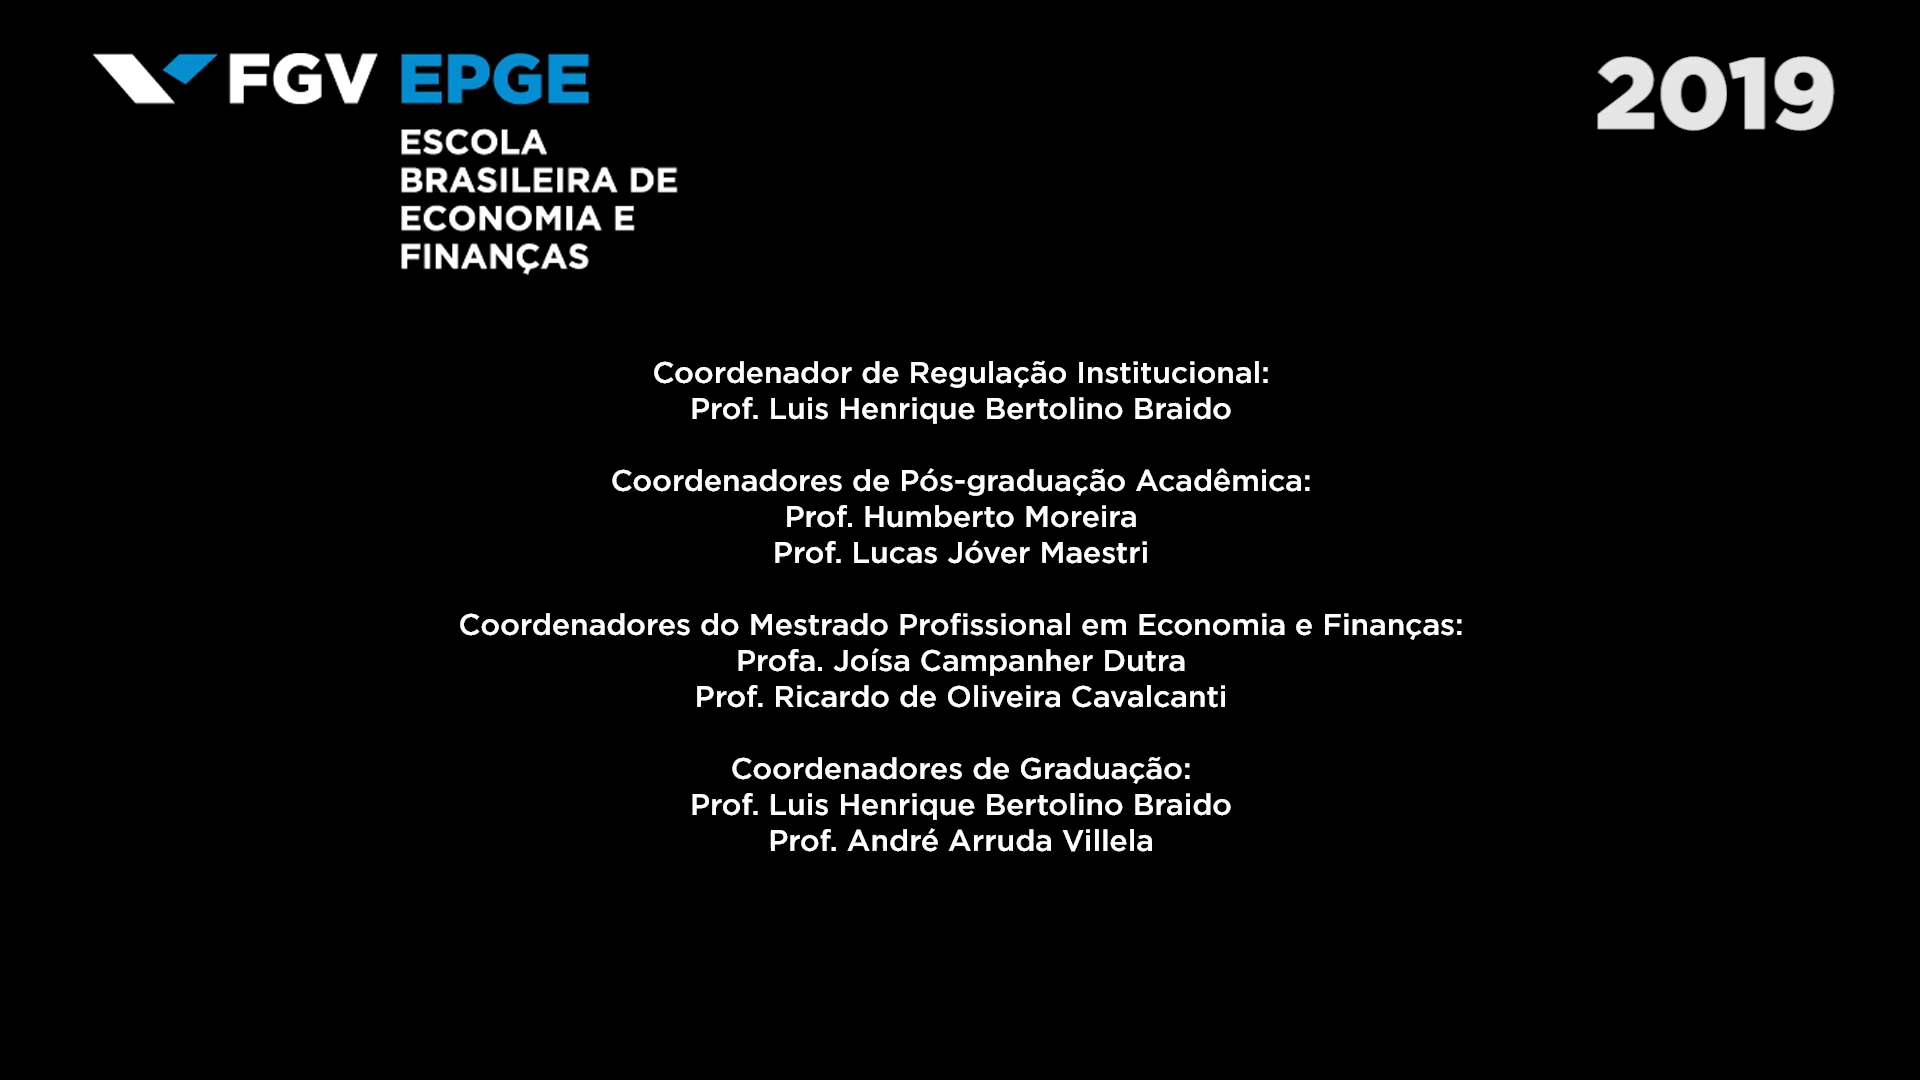 FGV EPGE
ESCOLA
BRASILEIRA DE
ECONOMIA E
FINANÇAS
2019
Coordenador de Regulação Institucional:
Prof. Luis Henrique Bertolino Braido
Coordenadores de Pós-graduação Acadêmica:
Prof. Humberto Moreira
Prof. Lucas Jóver Maestri
Coordenadores do Mestrado Profissional em Economia e Finanças:
Profa. Joísa Campanher Dutra
Prof. Ricardo de Oliveira Cavalcanti
Coordenadores de Graduação:
Prof. Luis Henrique Bertolino Braido
Prof. André Arruda Villela